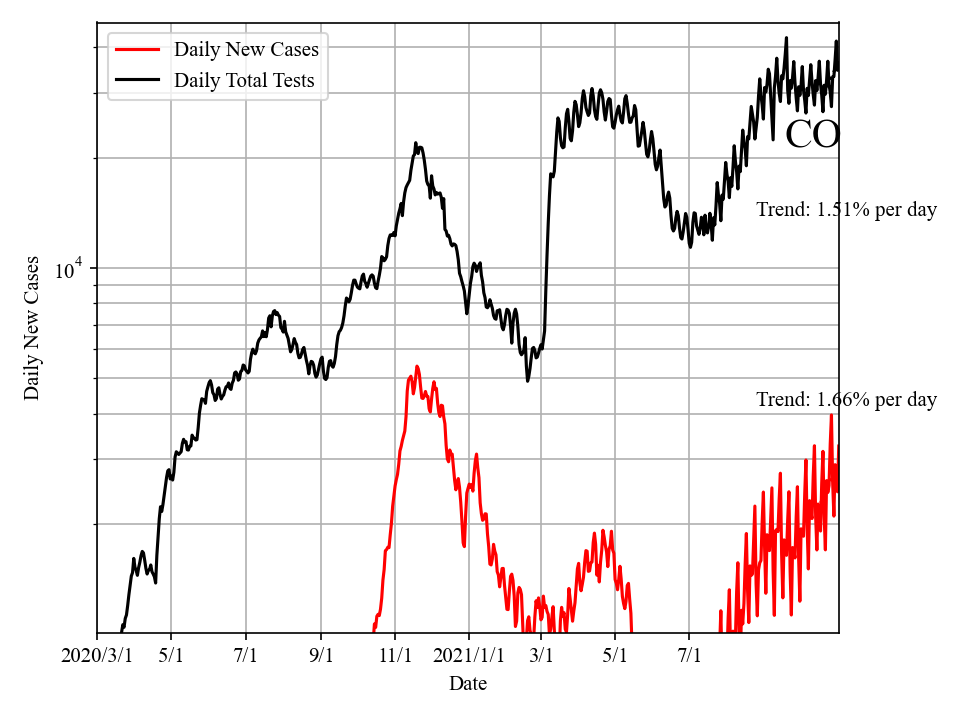 Daily New Cases
Daily Total Tests
CO
Trend: 1.51% per day
Trend: 1.66% per day
10^4
Daily New Cases
2020/3/1 5/1 7/1 9/1 11/1 2021/1/1 3/1 5/1 7/1
Date